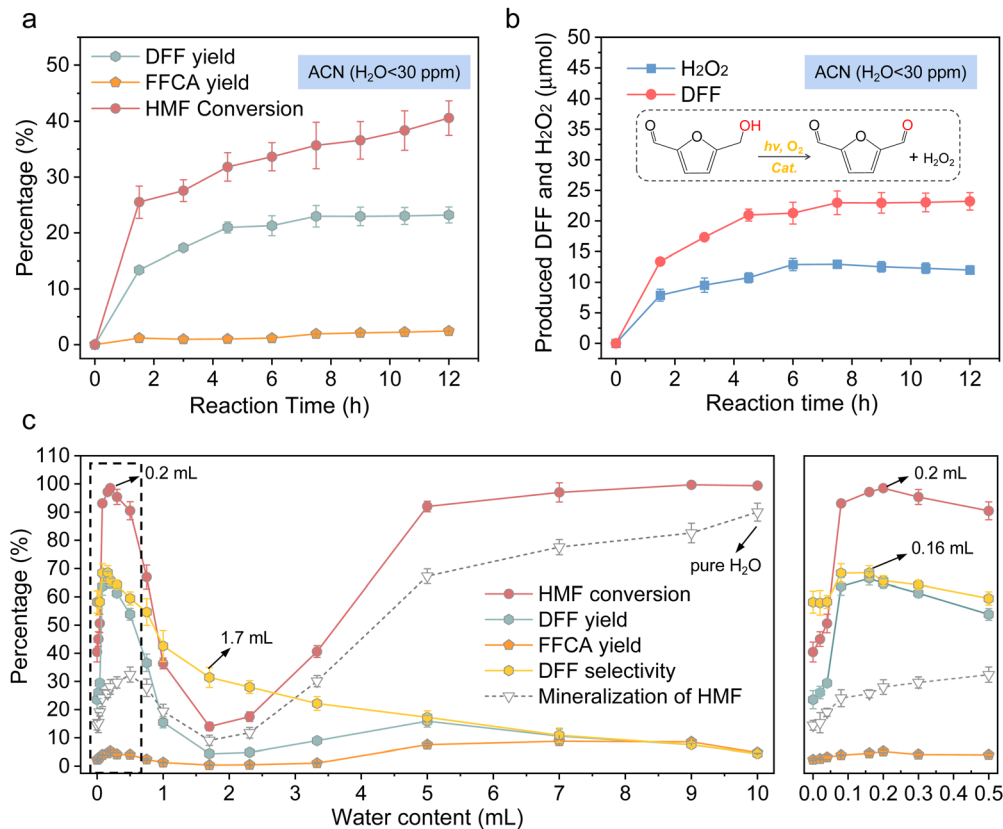 a
Percentage (%)
50
40
30
20
10
0
DFF yield
FFCA yield
HMF Conversion
ACN (H₂O<30 ppm)
0 2 4 6 8 10 12
Reaction Time (h)
b
Produced DFF and H₂O₂ (μmol)
50
45
40
35
30
25
20
15
10
5
0
H₂O₂
DFF
ACN (H₂O<30 ppm)
O O OH
hv, O₂
Cat.
O O O
+ H₂O₂
0 2 4 6 8 10 12
Reaction time (h)
c
Percentage (%)
110
100
90
80
70
60
50
40
30
20
10
0
0.2 mL
1.7 mL
pure H₂O
HMF conversion
DFF yield
FFCA yield
DFF selectivity
Mineralization of HMF
0 1 2 3 4 5 6 7 8 9 10
Water content (mL)
0.2 mL
0.16 mL
0.0 0.1 0.2 0.3 0.4 0.5